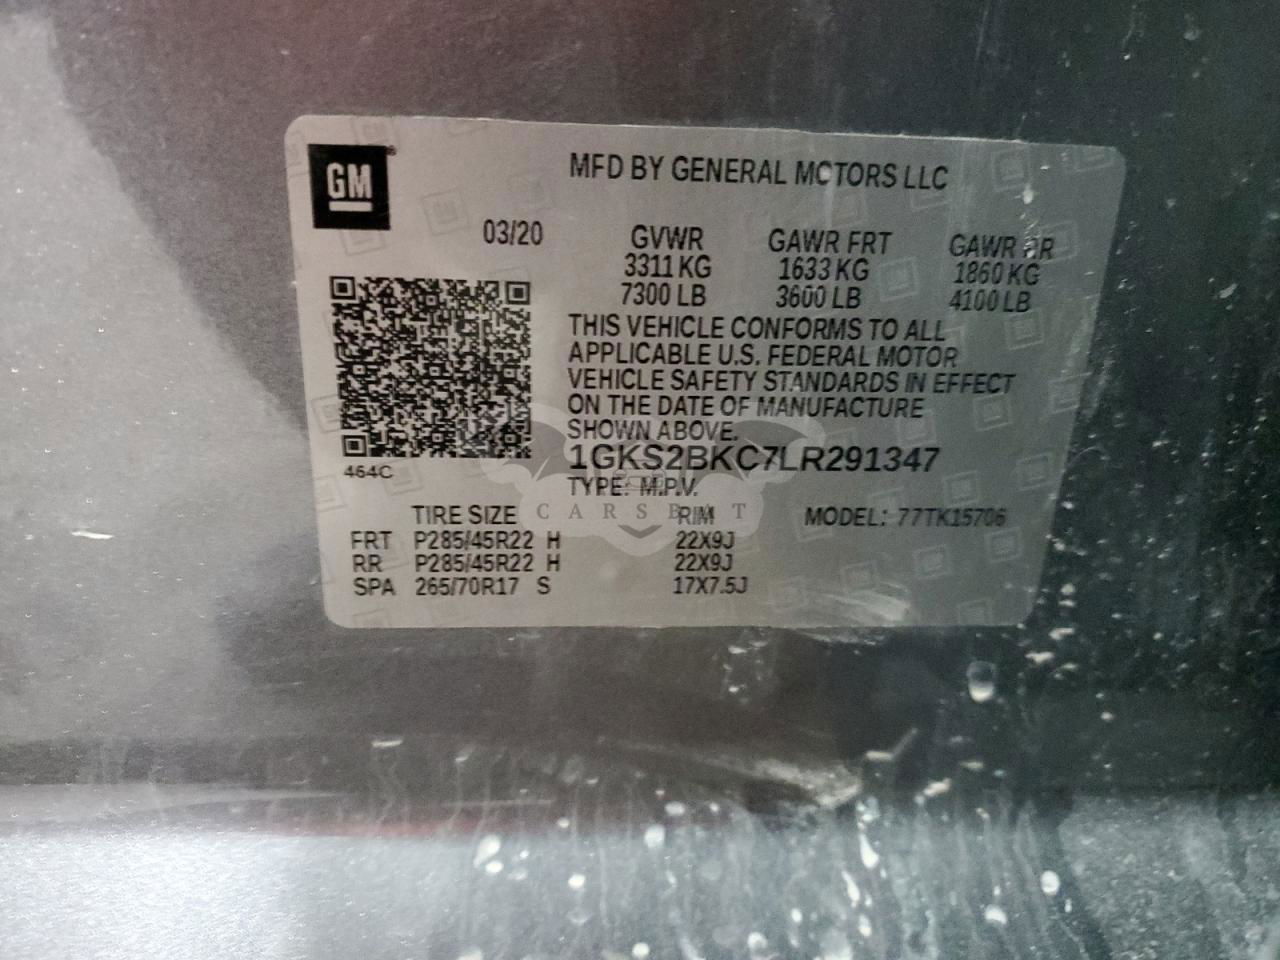 GM
MFD BY GENERAL MOTORS LLC
03/20 GVWR GAWR FRT GAWR RR
3311 KG 1633 KG 1860 KG
7300 LB 3600 LB 4100 LB
THIS VEHICLE CONFORMS TO ALL
APPLICABLE U.S. FEDERAL MOTOR
VEHICLE SAFETY STANDARDS IN EFFECT
ON THE DATE OF MANUFACTURE
SHOWN ABOVE.
1GKS2BKC7LR291347
464C
TYPE: M.P.V.
TIRE SIZE RIM MODEL: 77TK15706
CARSBAT
FRT P285/45R22 H 22X9J
RR P285/45R22 H 22X9J
SPA 265/70R17 S 17X7.5J